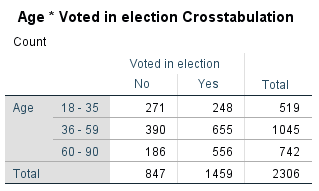 Age * Voted in election Crosstabulation
Count
Voted in election
No Yes Total
Age 18 - 35 271 248 519
36 - 59 390 655 1045
60 - 90 186 556 742
Total 847 1459 2306